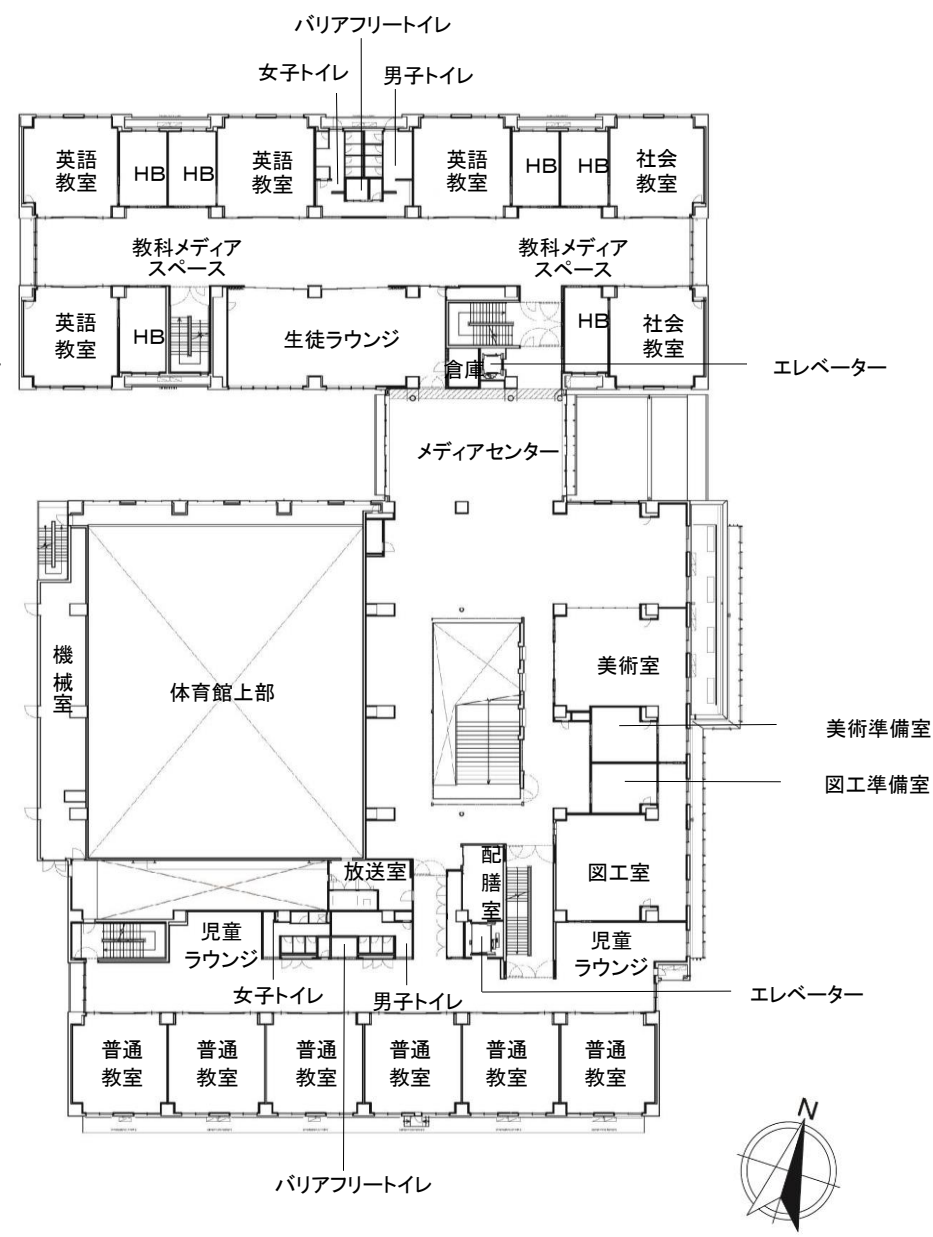 バリアフリートイレ
女子トイレ
男子トイレ
英語
教室
HB
HB
英語
教室
英語
教室
HB
HB
社会
教室
教科メディア
スペース
教科メディア
スペース
英語
教室
HB
生徒ラウンジ
倉庫
HB
社会
教室
エレベーター
メディアセンター
機械室
体育館上部
美術室
美術準備室
図工準備室
放送室
配膳室
図工室
児童
ラウンジ
児童
ラウンジ
女子トイレ
男子トイレ
エレベーター
普通
教室
普通
教室
普通
教室
普通
教室
普通
教室
普通
教室
バリアフリートイレ
N